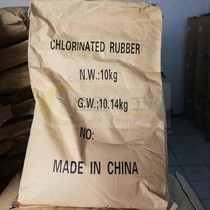 CHLORINATED RUBBER
N.W.:10kg
G.W.:10.14kg
NO:
MADE IN CHINA